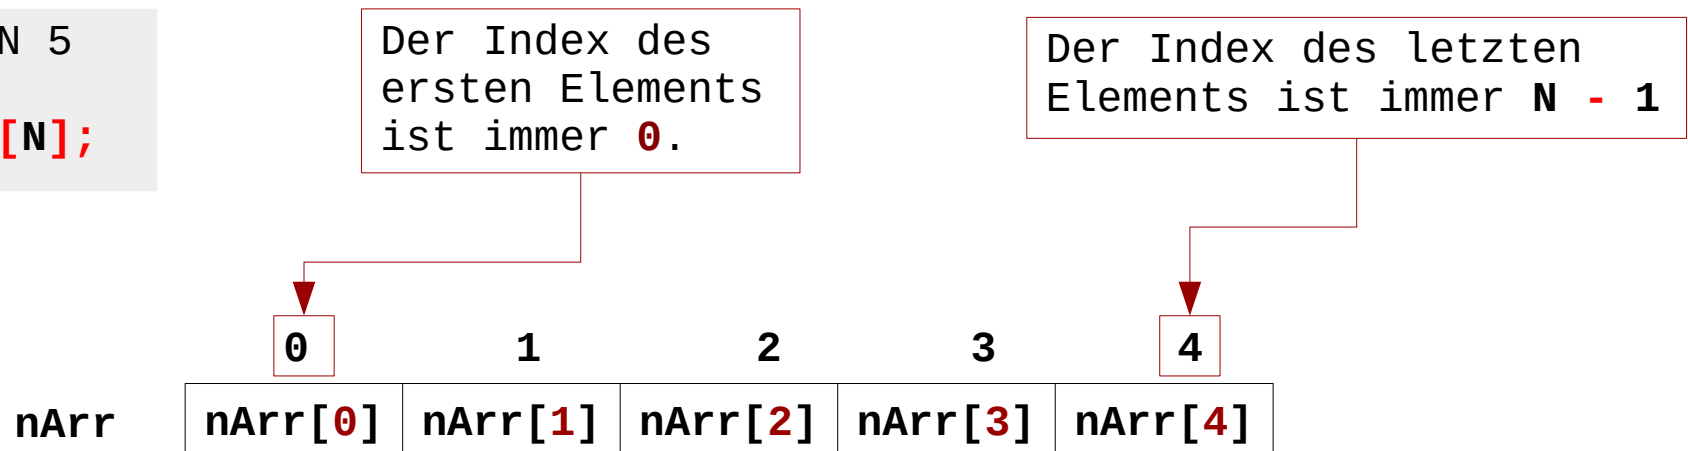 N 5
[N];
Der Index des
ersten Elements
ist immer 0.
Der Index des letzten
Elements ist immer N - 1
0 1 2 3 4
nArr nArr[0] nArr[1] nArr[2] nArr[3] nArr[4]